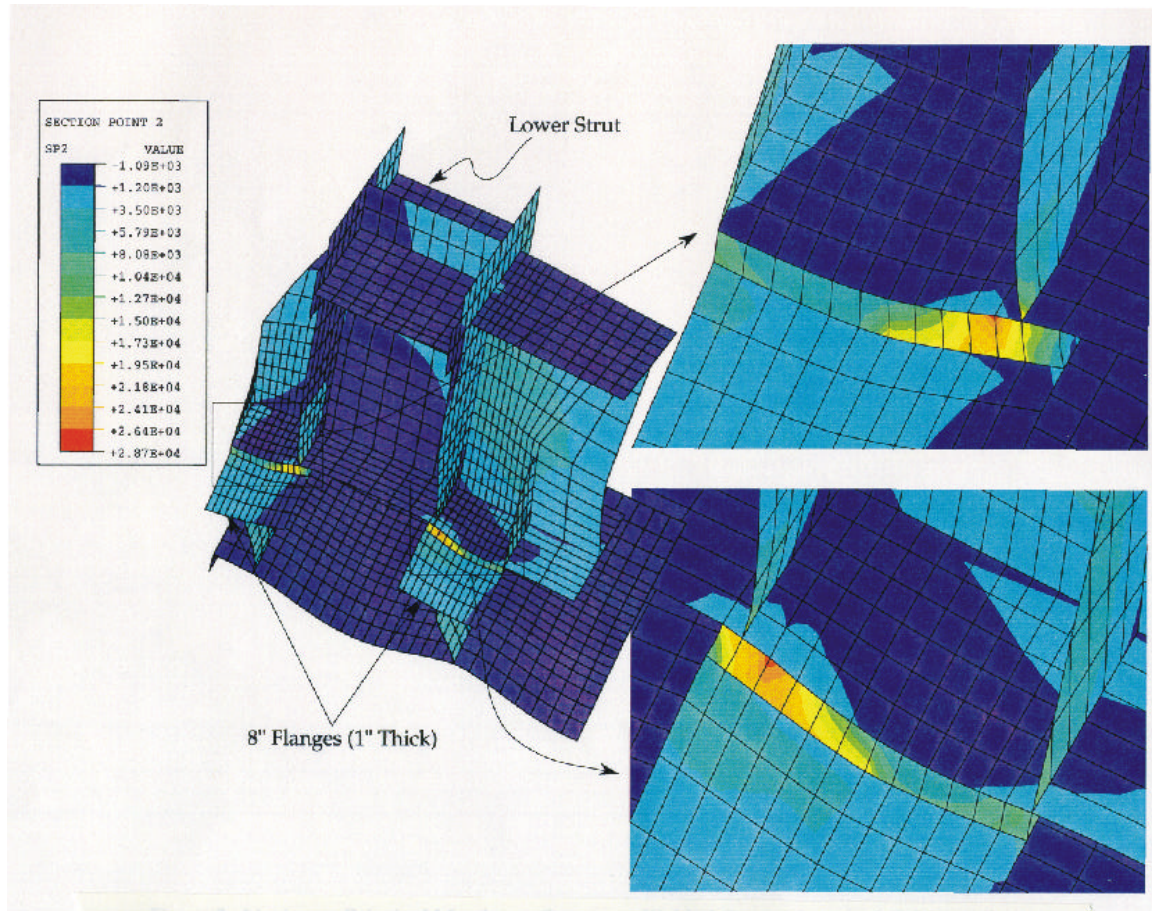 SECTION POINT 2
SP2 VALUE
-1.09E+03
+1.20E+03
+3.50E+03
+5.79E+03
+8.08E+03
+1.04E+04
+1.27E+04
+1.50E+04
+1.73E+04
+1.95E+04
+2.18E+04
+2.41E+04
+2.64E+04
+2.87E+04
Lower Strut
8" Flanges (1" Thick)